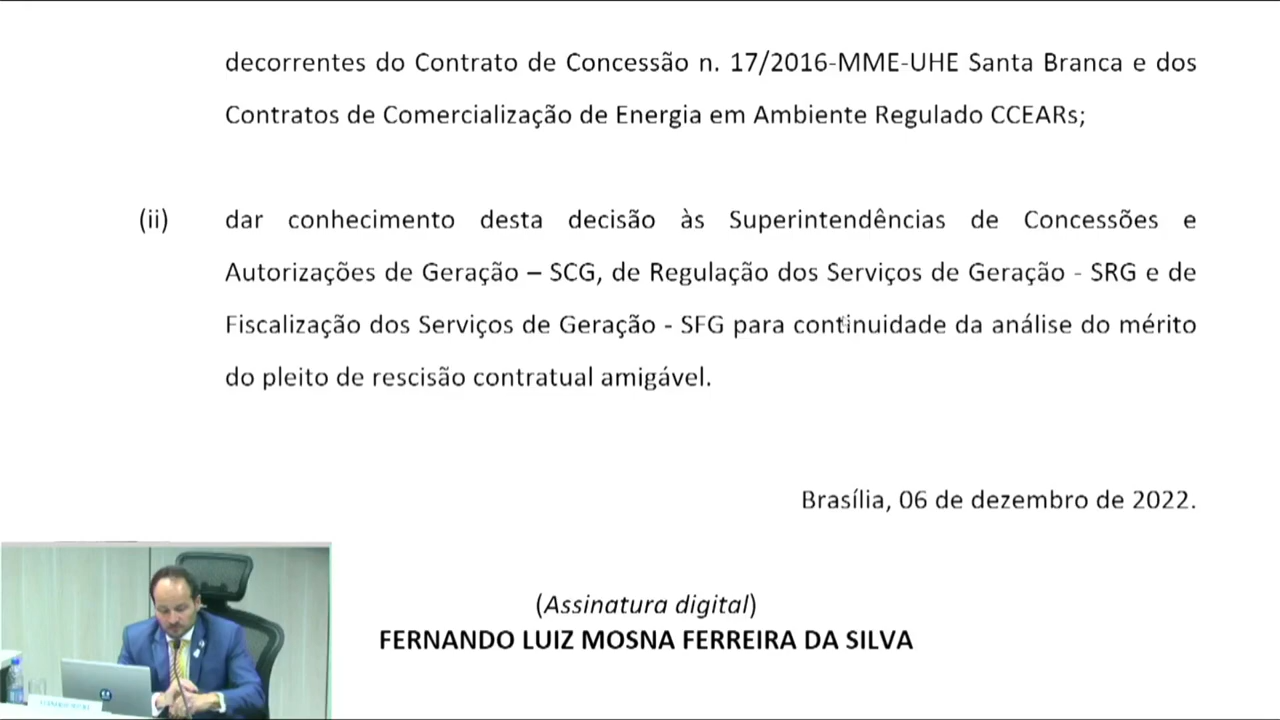 decorrentes do Contrato de Concessão n. 17/2016-MME-UHE Santa Branca e dos
Contratos de Comercialização de Energia em Ambiente Regulado CCEARs;
(ii) dar conhecimento desta decisão às Superintendências de Concessões e
Autorizações de Geração – SCG, de Regulação dos Serviços de Geração - SRG e de
Fiscalização dos Serviços de Geração - SFG para continuidade da análise do mérito
do pleito de rescisão contratual amigável.
Brasília, 06 de dezembro de 2022.
(Assinatura digital)
FERNANDO LUIZ MOSNA FERREIRA DA SILVA